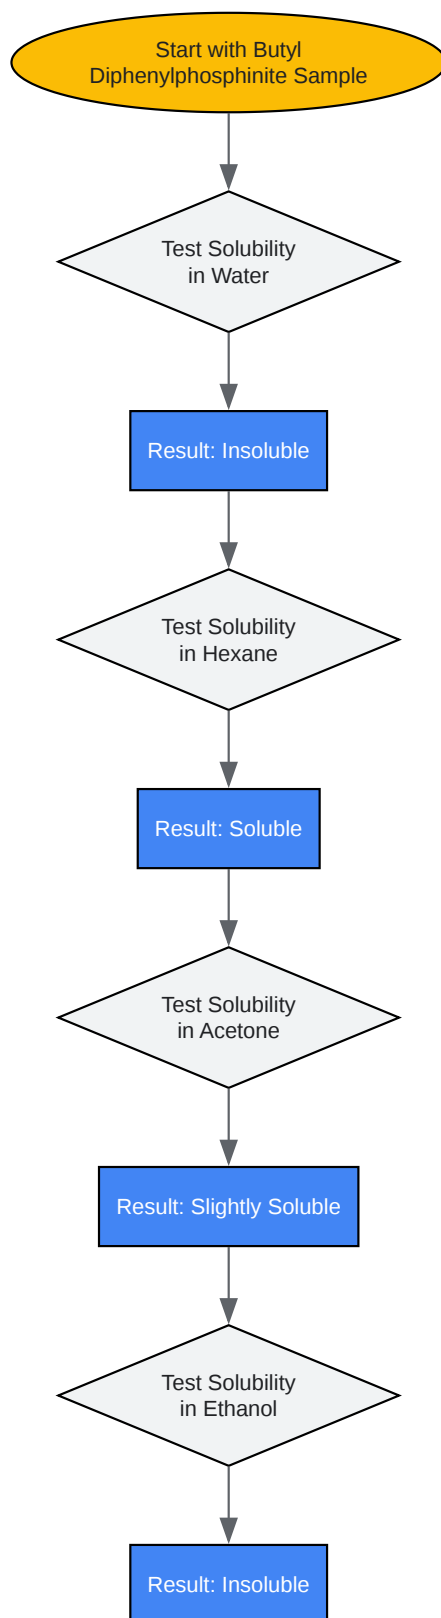 Start with Butyl
Diphenylphosphinite Sample
Test Solubility
in Water
Result: Insoluble
Test Solubility
in Hexane
Result: Soluble
Test Solubility
in Acetone
Result: Slightly Soluble
Test Solubility
in Ethanol
Result: Insoluble